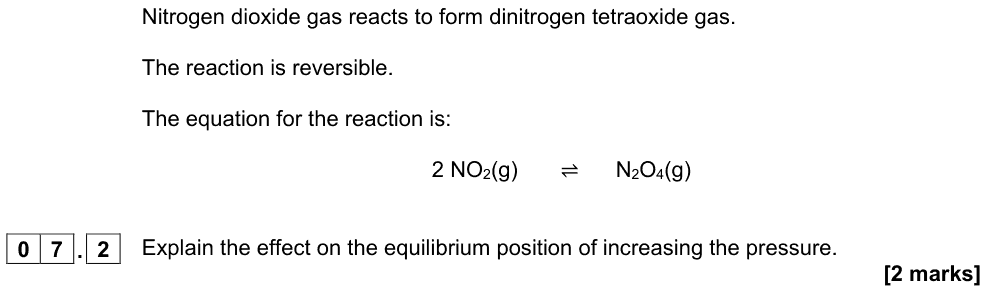 Nitrogen dioxide gas reacts to form dinitrogen tetraoxide gas.
The reaction is reversible.
The equation for the reaction is:
2 NO₂(g) ⇌ N₂O₄(g)
0 7 . 2 Explain the effect on the equilibrium position of increasing the pressure.
[2 marks]